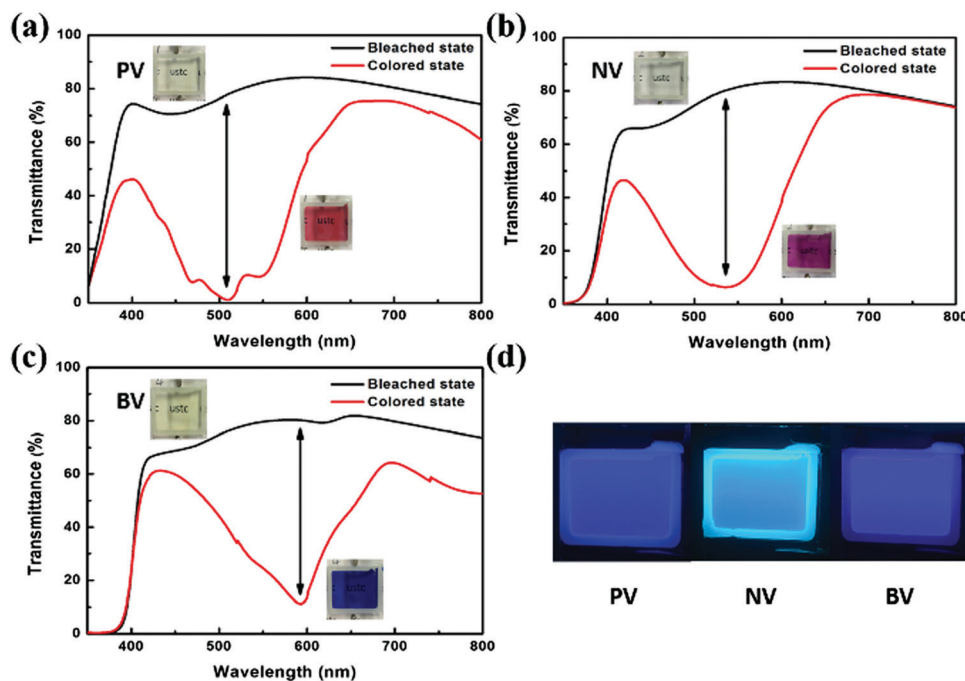 (a)
PV
ustc
Bleached state
Colored state
ustc
Transmittance (%)
100
80
60
40
20
0
400 500 600 700 800
Wavelength (nm)
(b)
NV
ustc
Bleached state
Colored state
ustc
Transmittance (%)
100
80
60
40
20
0
400 500 600 700 800
Wavelength (nm)
(c)
BV
ustc
Bleached state
Colored state
ustc
Transmittance (%)
100
80
60
40
20
0
400 500 600 700 800
Wavelength (nm)
(d)
PV NV BV